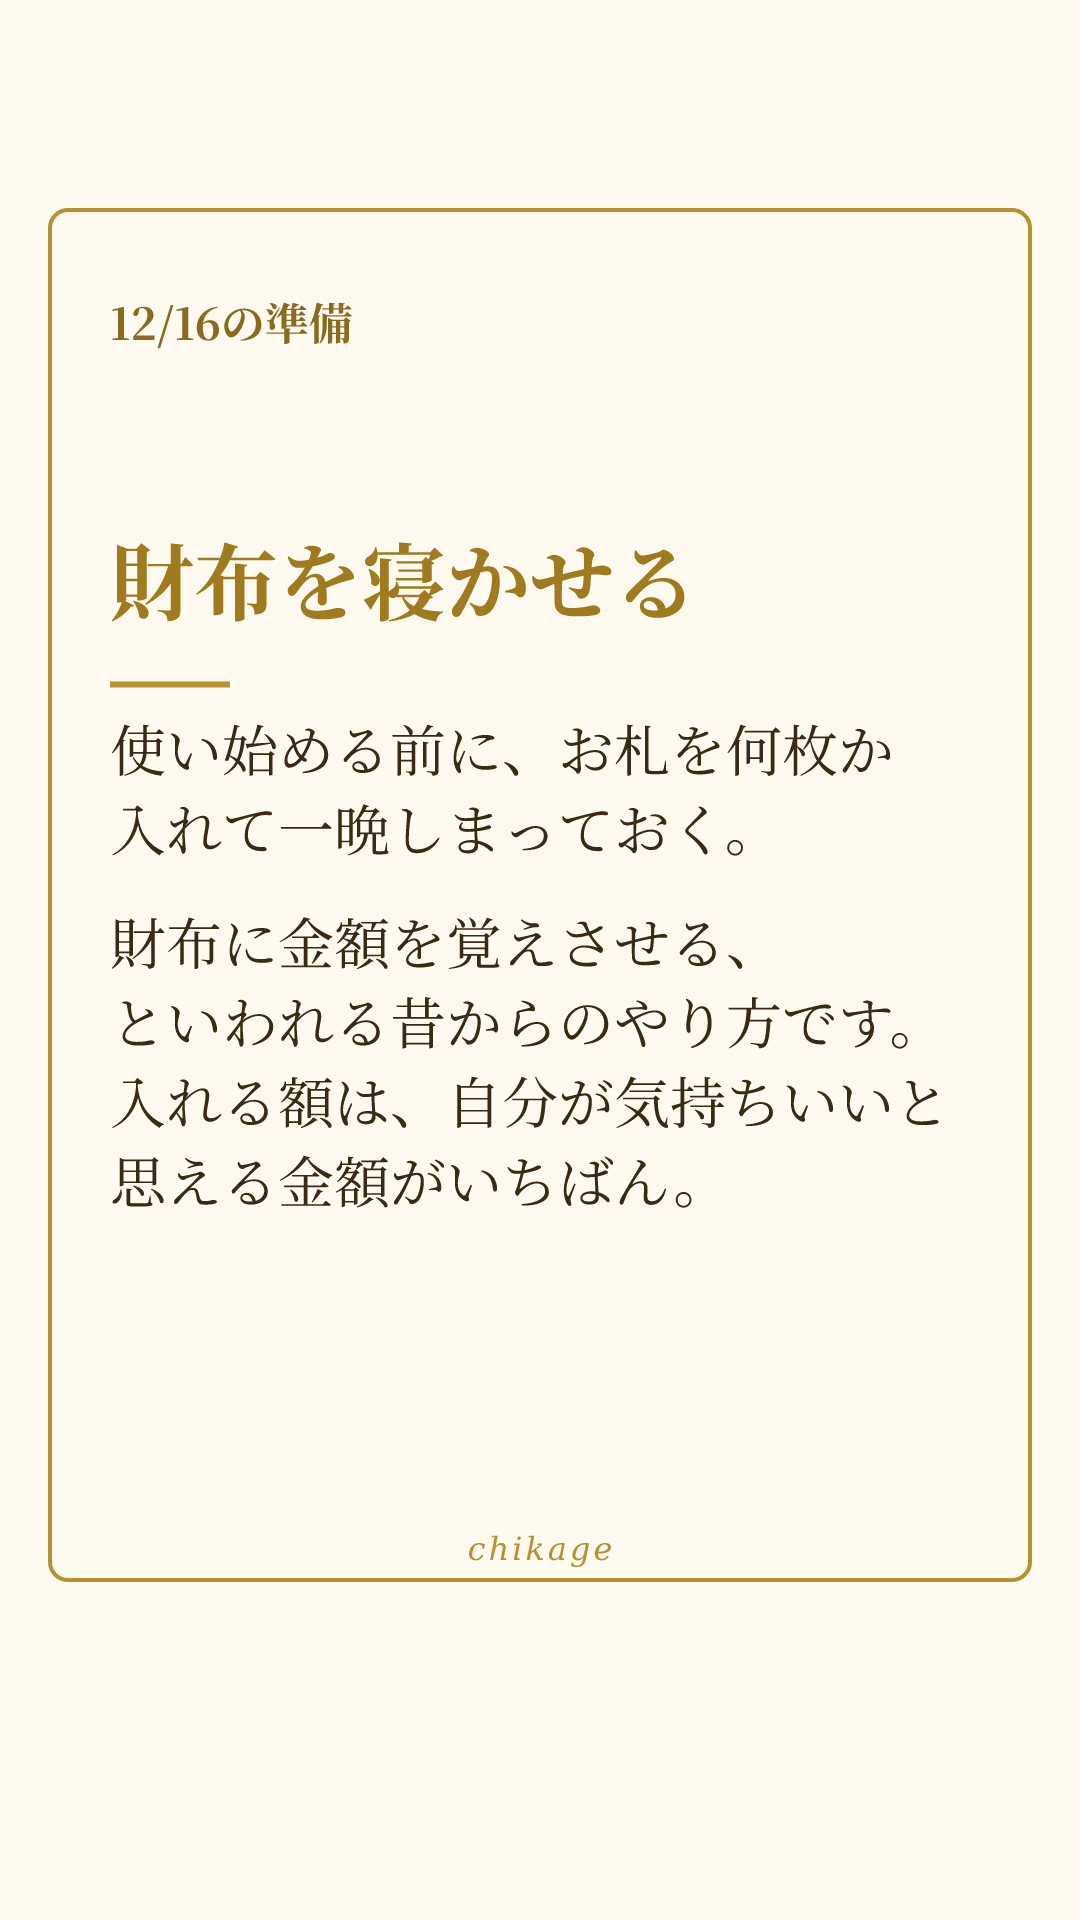 12/16の準備
財布を寝かせる
使い始める前に、お札を何枚か
入れて一晩しまっておく。
財布に金額を覚えさせる、
といわれる昔からのやり方です。
入れる額は、自分が気持ちいいと
思える金額がいちばん。
chikage